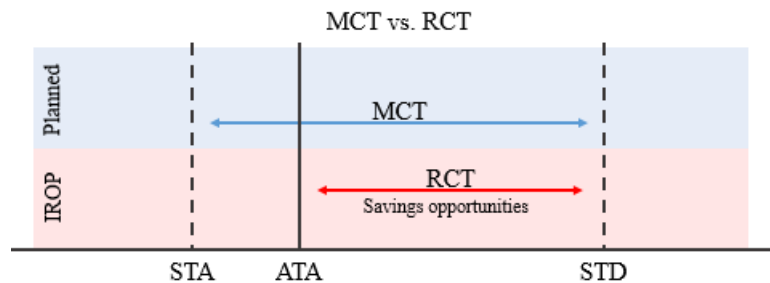 MCT vs. RCT
Planned
MCT
IROP
RCT
Savings opportunities
STA
ATA
STD